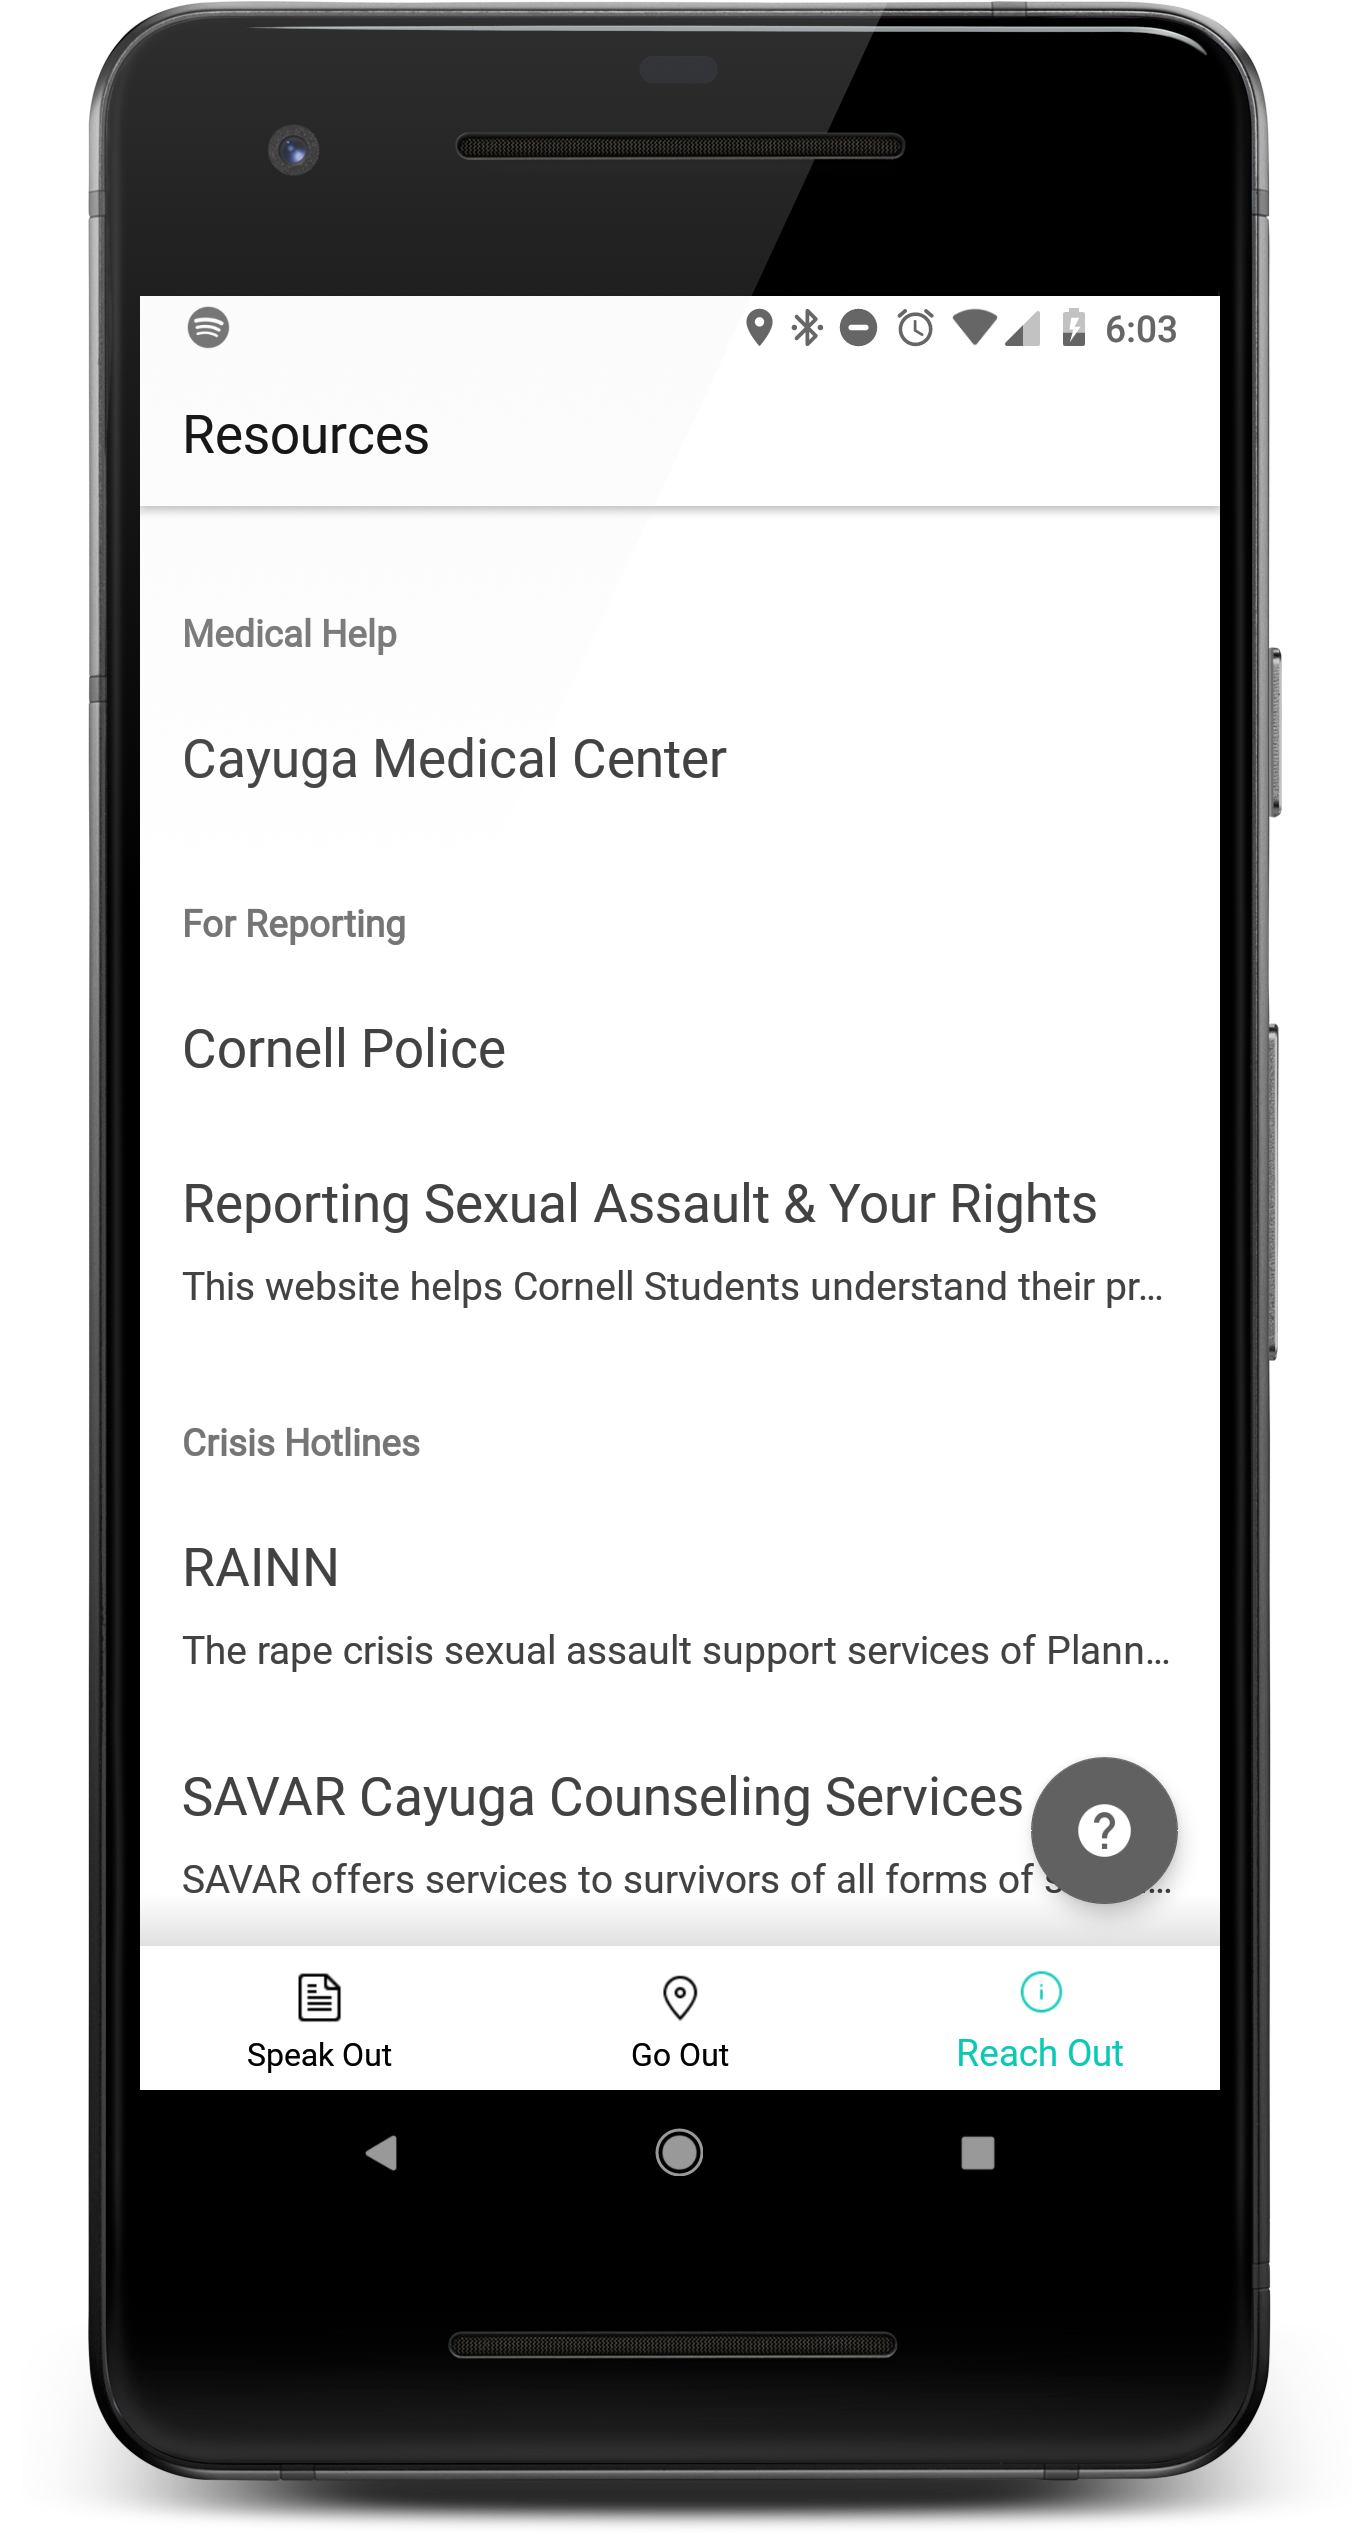 6:03
Resources
Medical Help
Cayuga Medical Center
For Reporting
Cornell Police
Reporting Sexual Assault & Your Rights
This website helps Cornell Students understand their pr...
Crisis Hotlines
RAINN
The rape crisis sexual assault support services of Plann...
SAVAR Cayuga Counseling Services
?
SAVAR offers services to survivors of all forms of
Speak Out
Go Out
Reach Out